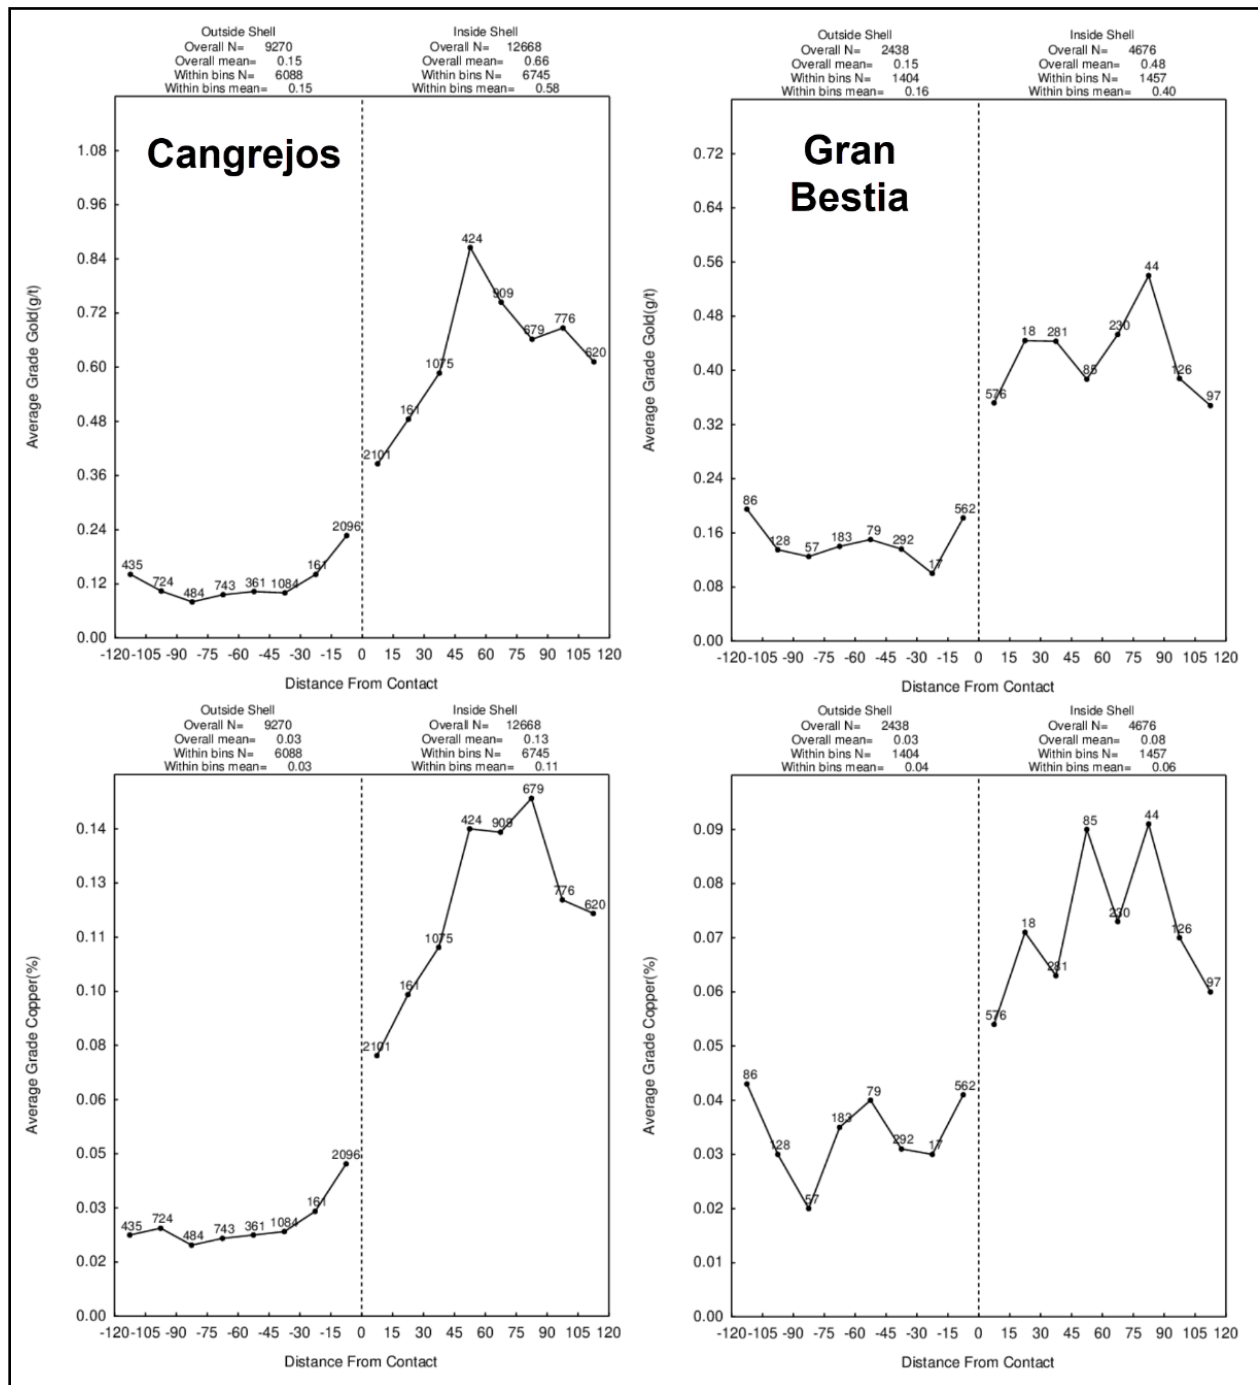 Outside Shell
Overall N= 9270
Overall mean= 0.15
Within bins N= 6088
Within bins mean= 0.15
Inside Shell
Overall N= 12668
Overall mean= 0.66
Within bins N= 6745
Within bins mean= 0.58
Cangrejos
Average Grade Gold(g/t)
1.08
0.96
0.84
0.72
0.60
0.48
0.36
0.24
0.12
0.00
435 724 484 743 361 1084 161 2096 2101 161 1075 424 909 679 776 620
-120 -105 -90 -75 -60 -45 -30 -15 0 15 30 45 60 75 90 105 120
Distance From Contact
Outside Shell
Overall N= 2438
Overall mean= 0.15
Within bins N= 1404
Within bins mean= 0.16
Inside Shell
Overall N= 4676
Overall mean= 0.48
Within bins N= 1457
Within bins mean= 0.40
Gran
Bestia
Average Grade Gold(g/t)
0.72
0.64
0.56
0.48
0.40
0.32
0.24
0.16
0.08
0.00
86 128 57 183 79 292 17 562 576 18 281 85 230 44 126 97
-120 -105 -90 -75 -60 -45 -30 -15 0 15 30 45 60 75 90 105 120
Distance From Contact
Outside Shell
Overall N= 9270
Overall mean= 0.03
Within bins N= 6088
Within bins mean= 0.03
Inside Shell
Overall N= 12668
Overall mean= 0.13
Within bins N= 6745
Within bins mean= 0.11
Average Grade Copper(%)
0.14
0.13
0.11
0.10
0.08
0.06
0.05
0.03
0.02
0.00
435 724 484 743 361 1084 161 2096 2101 161 1075 424 909 679 776 620
-120 -105 -90 -75 -60 -45 -30 -15 0 15 30 45 60 75 90 105 120
Distance From Contact
Outside Shell
Overall N= 2438
Overall mean= 0.03
Within bins N= 1404
Within bins mean= 0.04
Inside Shell
Overall N= 4676
Overall mean= 0.08
Within bins N= 1457
Within bins mean= 0.06
Average Grade Copper(%)
0.09
0.08
0.07
0.06
0.05
0.04
0.03
0.02
0.01
0.00
86 128 57 183 79 292 17 562 576 18 281 85 230 44 126 97
-120 -105 -90 -75 -60 -45 -30 -15 0 15 30 45 60 75 90 105 120
Distance From Contact